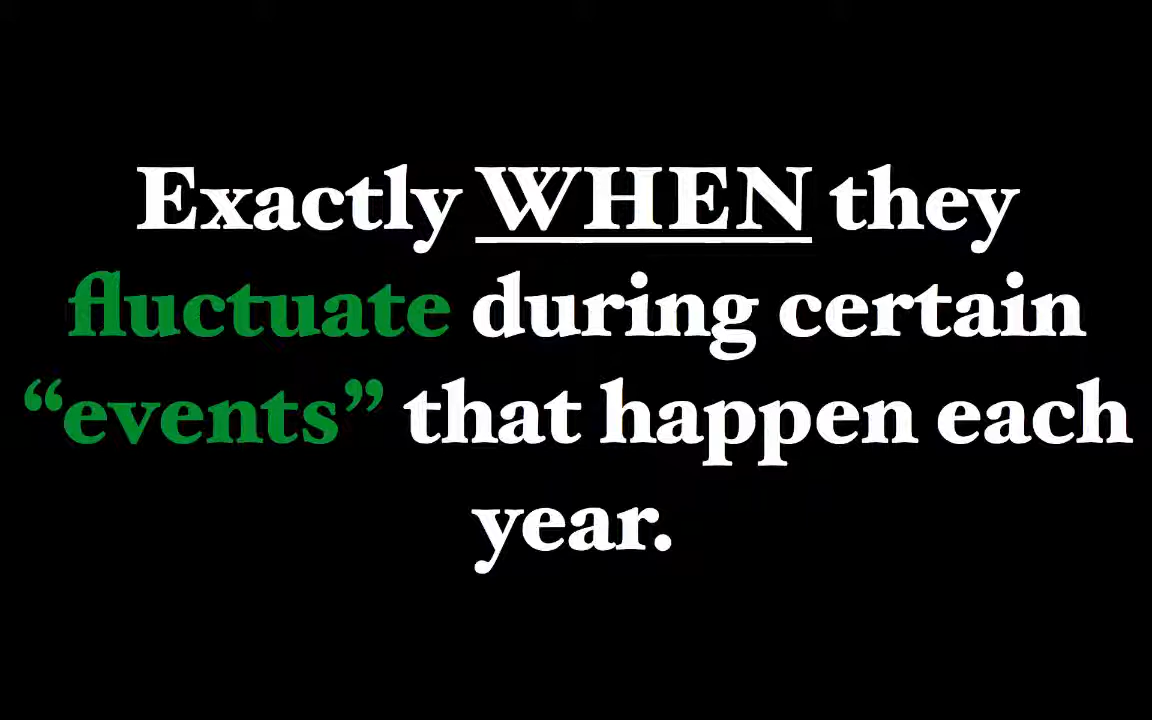 Exactly WHEN they
fluctuate during certain
“events” that happen each
year.